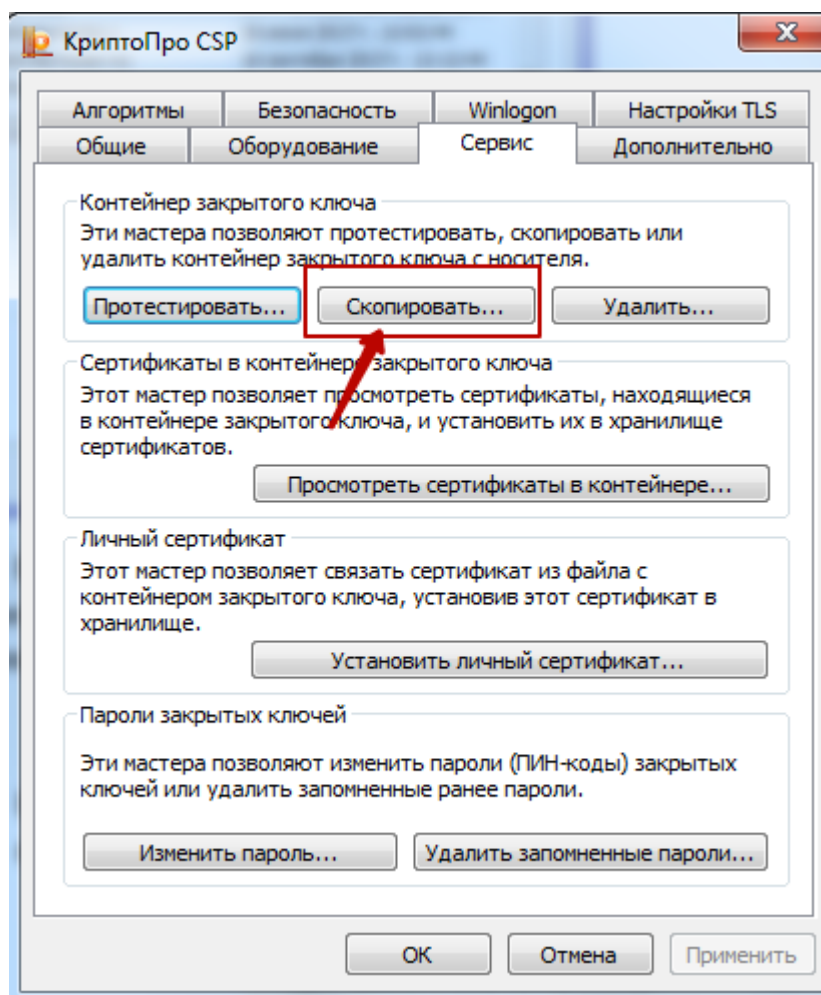 КриптоПро CSP
Алгоритмы Безопасность Winlogon Настройки TLS
Общие Оборудование Сервис Дополнительно
Контейнер закрытого ключа
Эти мастера позволяют протестировать, скопировать или
удалить контейнер закрытого ключа с носителя.
Протестировать... Скопировать... Удалить...
Сертификаты в контейнере закрытого ключа
Этот мастер позволяет просмотреть сертификаты, находящиеся
в контейнере закрытого ключа, и установить их в хранилище
сертификатов.
Просмотреть сертификаты в контейнере...
Личный сертификат
Этот мастер позволяет связать сертификат из файла с
контейнером закрытого ключа, установив этот сертификат в
хранилище.
Установить личный сертификат...
Пароли закрытых ключей
Эти мастера позволяют изменить пароли (ПИН-коды) закрытых
ключей или удалить запомненные ранее пароли.
Изменить пароль... Удалить запомненные пароли...
ОК Отмена Применить